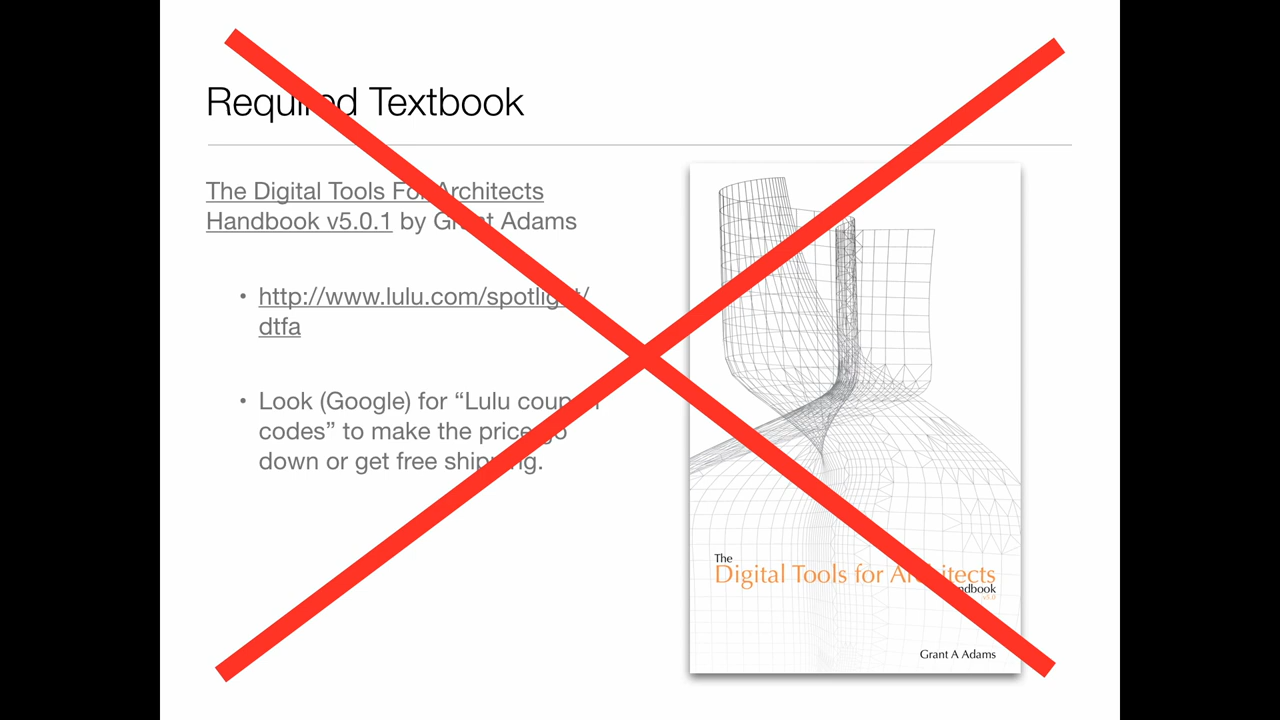 Required Textbook
The Digital Tools For Architects
Handbook v5.0.1 by Grant Adams
• http://www.lulu.com/spotlight/
dtfa
• Look (Google) for “Lulu coupon
codes” to make the price go
down or get free shipping.
The
Digital Tools for Architects
Handbook
v5.0
Grant A Adams